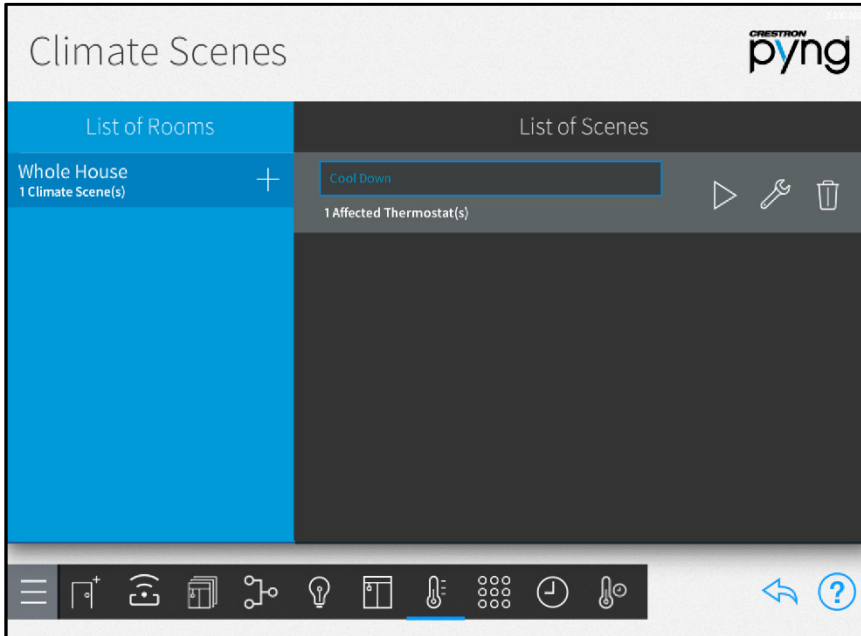 Climate Scenes
CRESTRON
pyng
List of Rooms
List of Scenes
Whole House
1 Climate Scene(s)
Cool Down
1 Affected Thermostat(s)
?